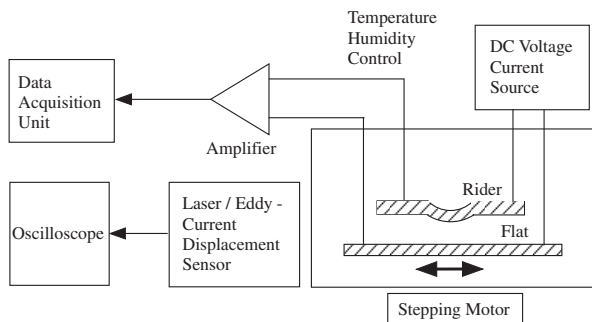 Temperature
Humidity
Control
DC Voltage
Current
Source
Data
Acquisition
Unit
Amplifier
Rider
Flat
Oscilloscope
Laser / Eddy -
Current
Displacement
Sensor
Stepping Motor